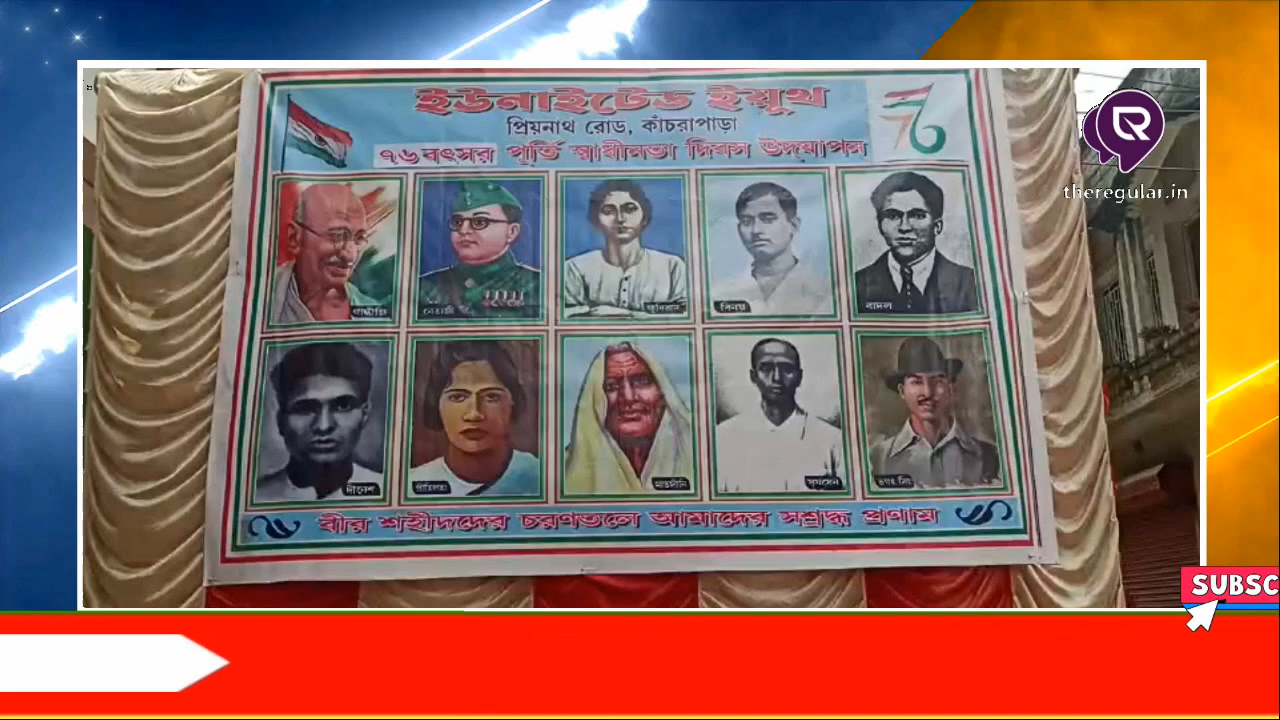 ইউনাইটেড ইয়ুথ
প্রিয়নাথ রোড, কাঁচরাপাড়া
৭৬ বৎসর পূর্তি স্বাধীনতা দিবস উদযাপন
76
গান্ধীজি
নেতাজী
ক্ষুদিরাম
বিনয়
বাদল
দীনেশ
প্রীতিলতা
মাতঙ্গীনি
সূর্যসেন
ভগৎ সিং
বীর শহীদদের চরণতলে আমাদের সশ্রদ্ধ প্রণাম
theregular.in
SUBSC